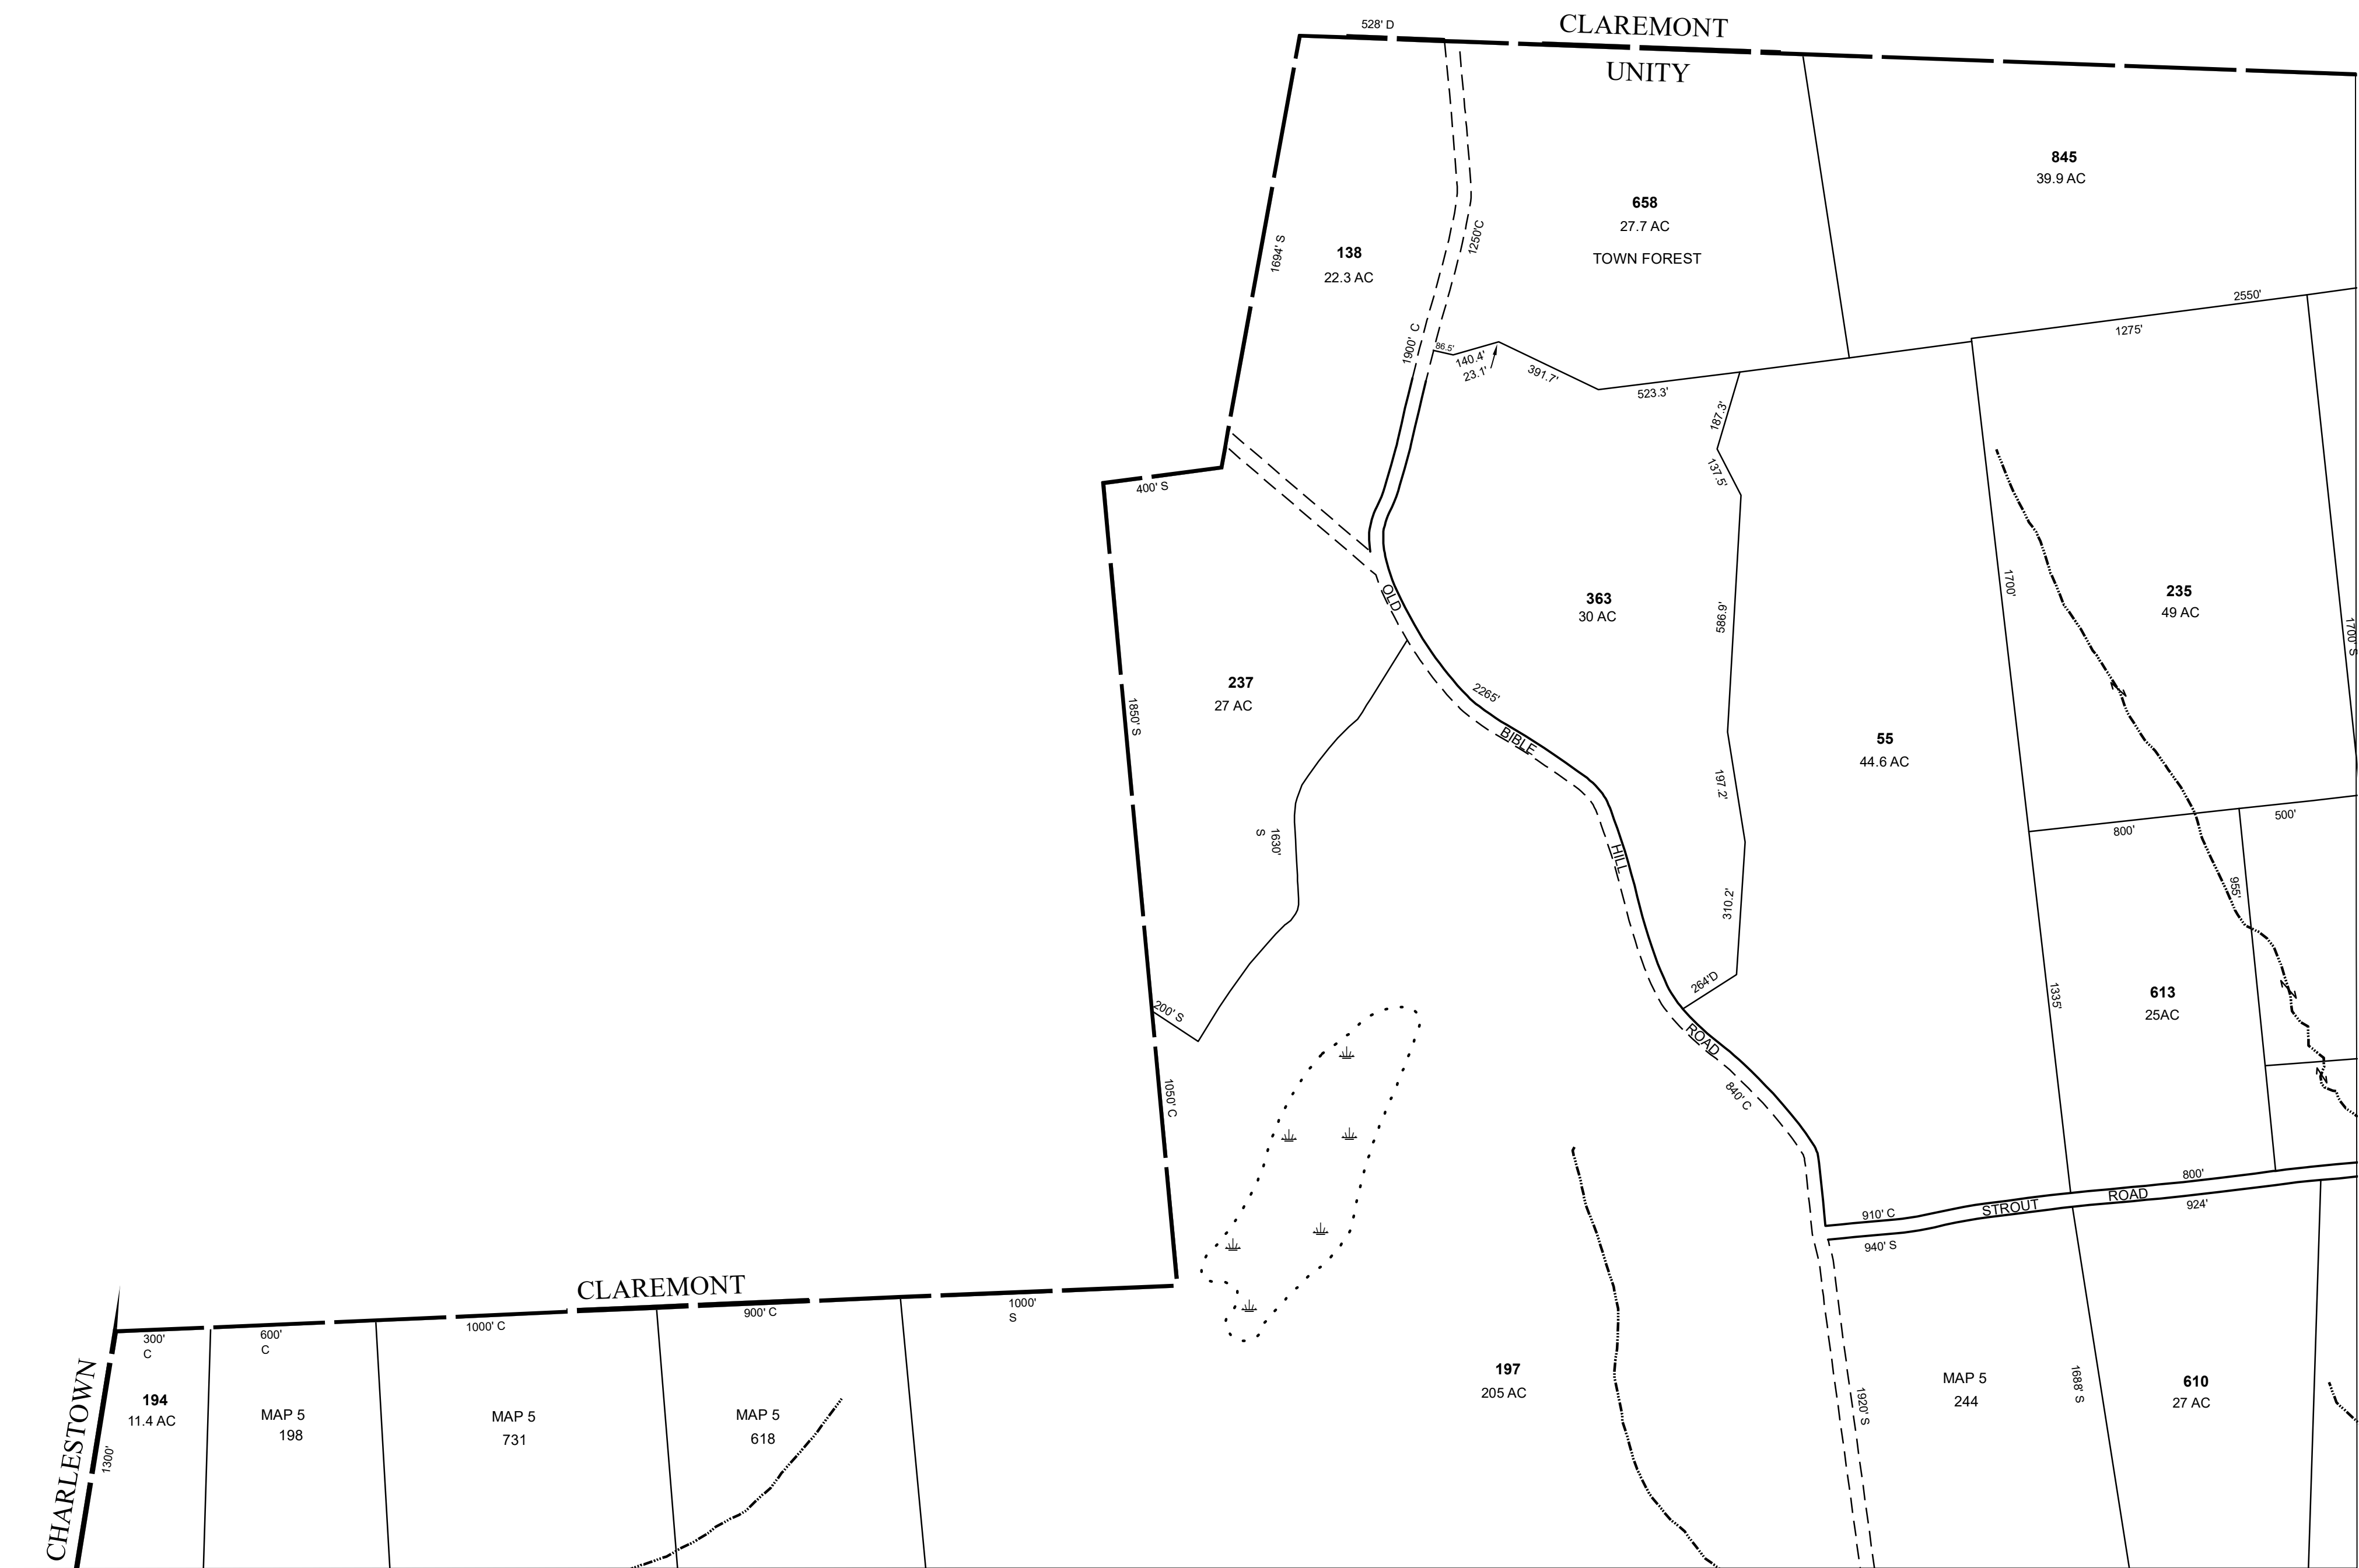 528' D
CLAREMONT
UNITY
845
39.9 AC
658
27.7 AC
TOWN FOREST
1694' S
138
22.3 AC
1250'C
1900' C
86.5'
140.4'
23.1'
391.7'
523.3'
2550'
1275'
187.3'
137.5'
400' S
OLD
363
30 AC
586.9'
1700'
235
49 AC
1700' S
237
27 AC
1850' S
2265'
BIBLE
55
44.6 AC
197.2'
1630'
S
HILL
800'
500'
955'
310.2'
264'D
200' S
ROAD
613
25AC
1335'
1050' C
840' C
800'
910' C
STROUT
ROAD
924'
940' S
CLAREMONT
300'
C
600'
C
1000' C
900' C
1000'
S
CHARLESTOWN
194
11.4 AC
1300'
MAP 5
198
MAP 5
731
MAP 5
618
197
205 AC
1920' S
MAP 5
244
1688' S
610
27 AC